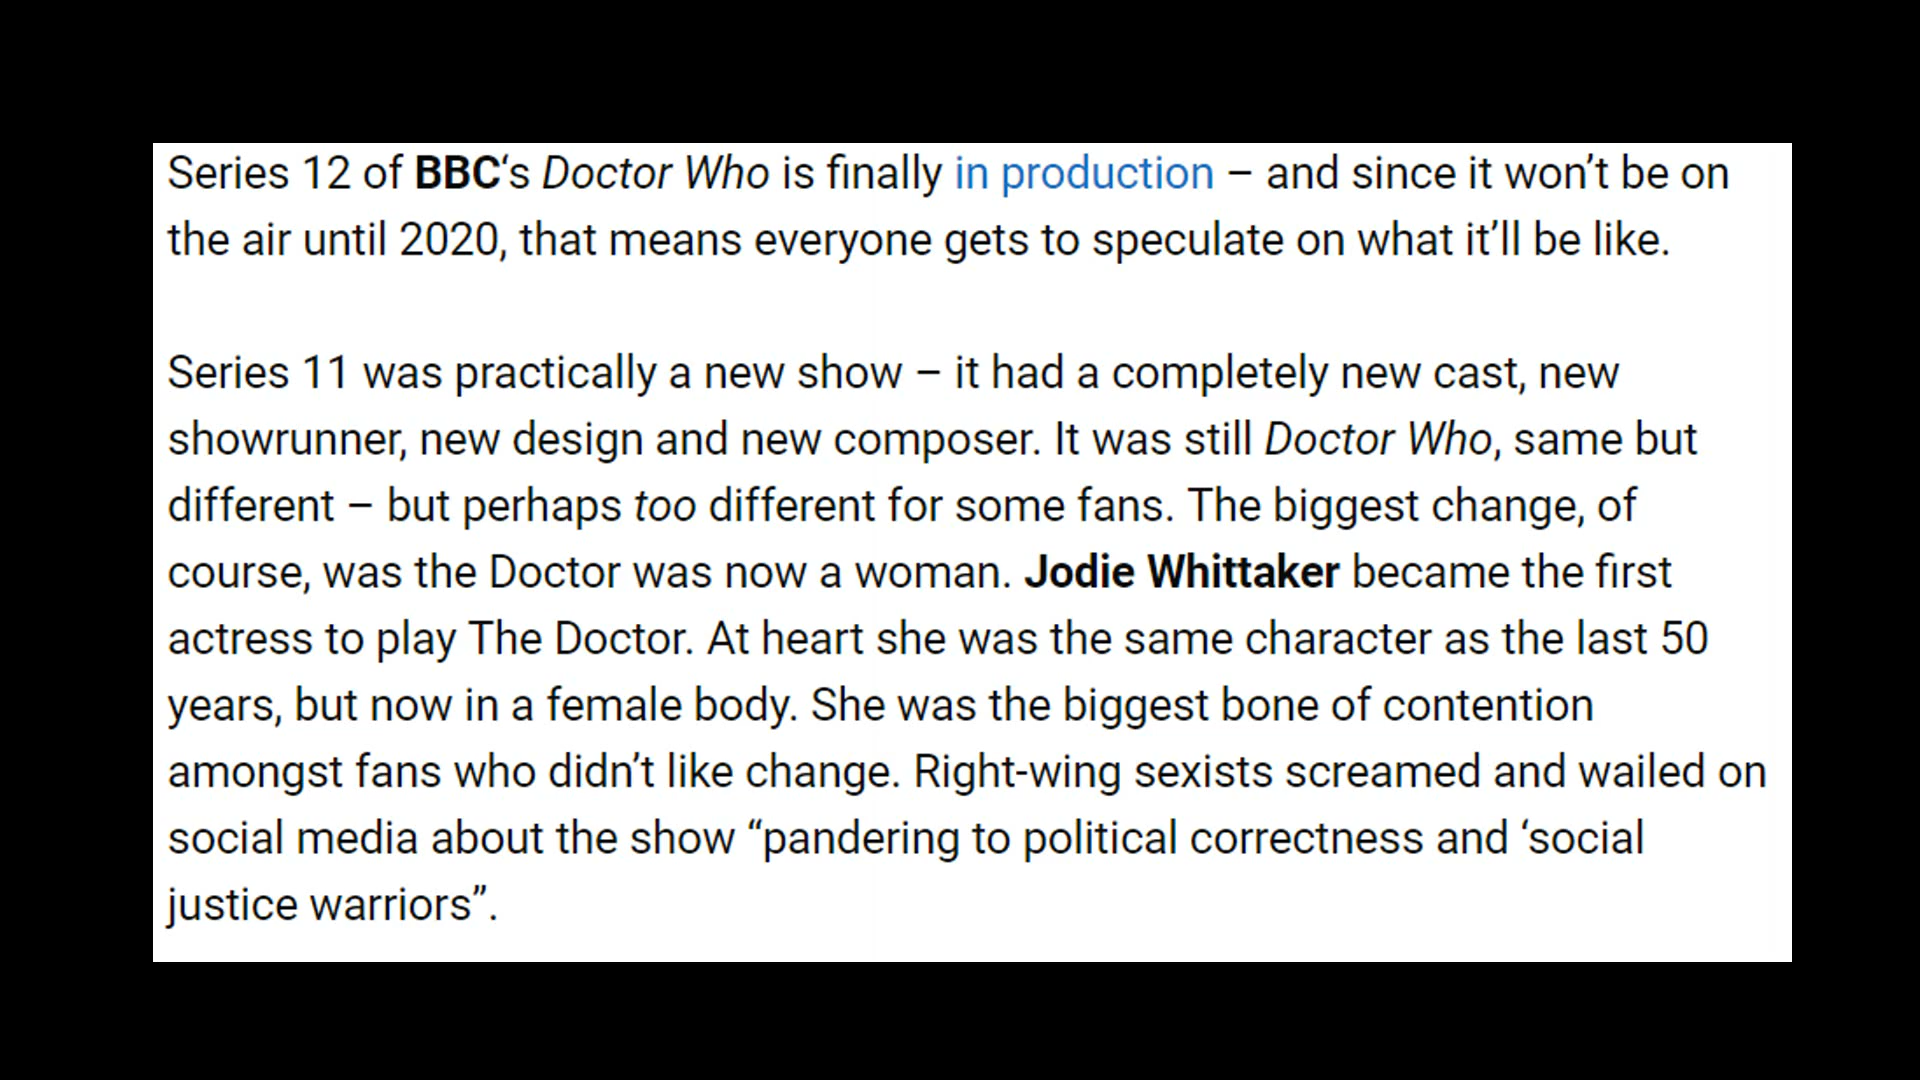 Series 12 of BBC‘s Doctor Who is finally in production – and since it won’t be on
the air until 2020, that means everyone gets to speculate on what it’ll be like.
Series 11 was practically a new show – it had a completely new cast, new
showrunner, new design and new composer. It was still Doctor Who, same but
different – but perhaps too different for some fans. The biggest change, of
course, was the Doctor was now a woman. Jodie Whittaker became the first
actress to play The Doctor. At heart she was the same character as the last 50
years, but now in a female body. She was the biggest bone of contention
amongst fans who didn’t like change. Right-wing sexists screamed and wailed on
social media about the show “pandering to political correctness and ‘social
justice warriors”.